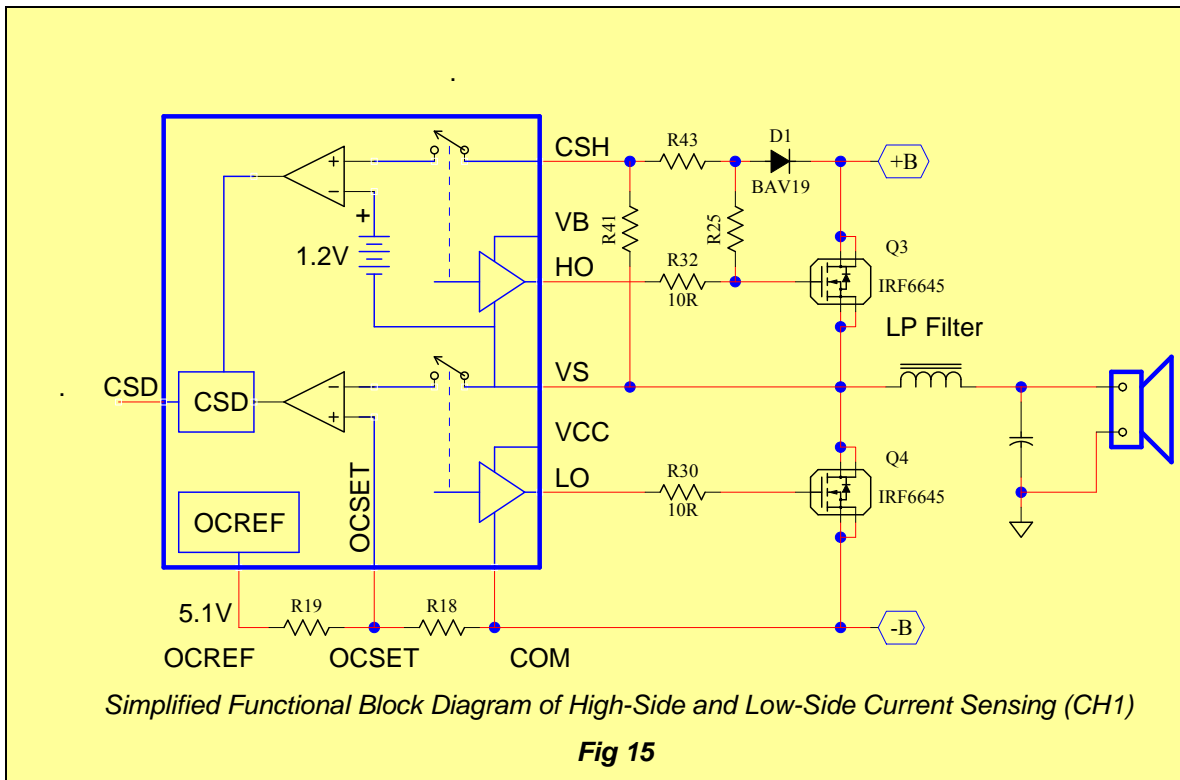 R43
D1
CSH
BAV19
+B
+
−
R41
R25
VB
+
1.2V
HO
R32
10R
Q3
IRF6645
LP Filter
CSD
CSD
−
+
VS
VCC
OCSET
LO
R30
10R
Q4
IRF6645
OCREF
5.1V
R19
R18
-B
OCREF
OCSET
COM
Simplified Functional Block Diagram of High-Side and Low-Side Current Sensing (CH1)
Fig 15